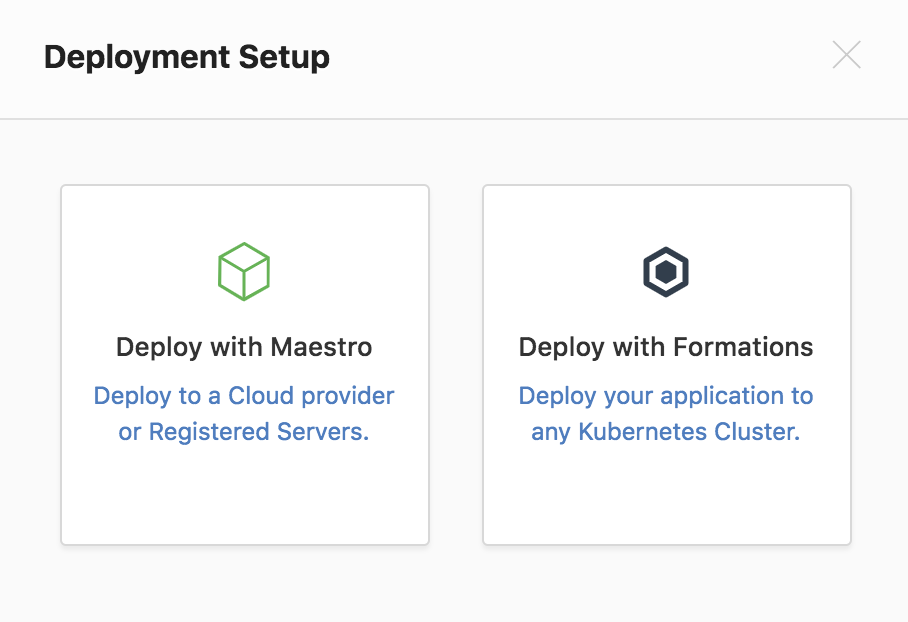 Deployment Setup
Deploy with Maestro
Deploy to a Cloud provider
or Registered Servers.
Deploy with Formations
Deploy your application to
any Kubernetes Cluster.